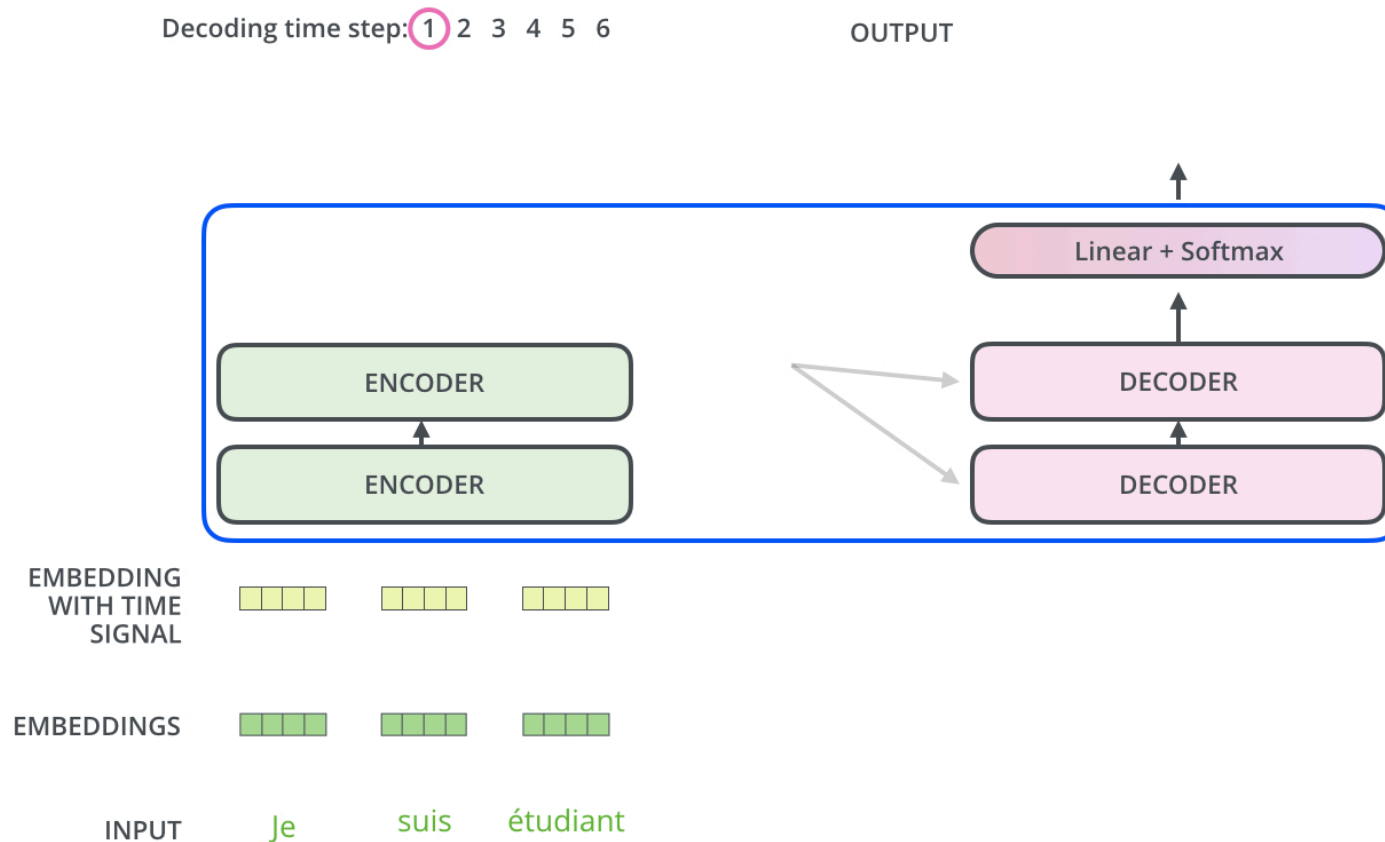 Decoding time step: 1 2 3 4 5 6
OUTPUT
Linear + Softmax
ENCODER
DECODER
ENCODER
DECODER
EMBEDDING
WITH TIME
SIGNAL
EMBEDDINGS
INPUT Je suis étudiant